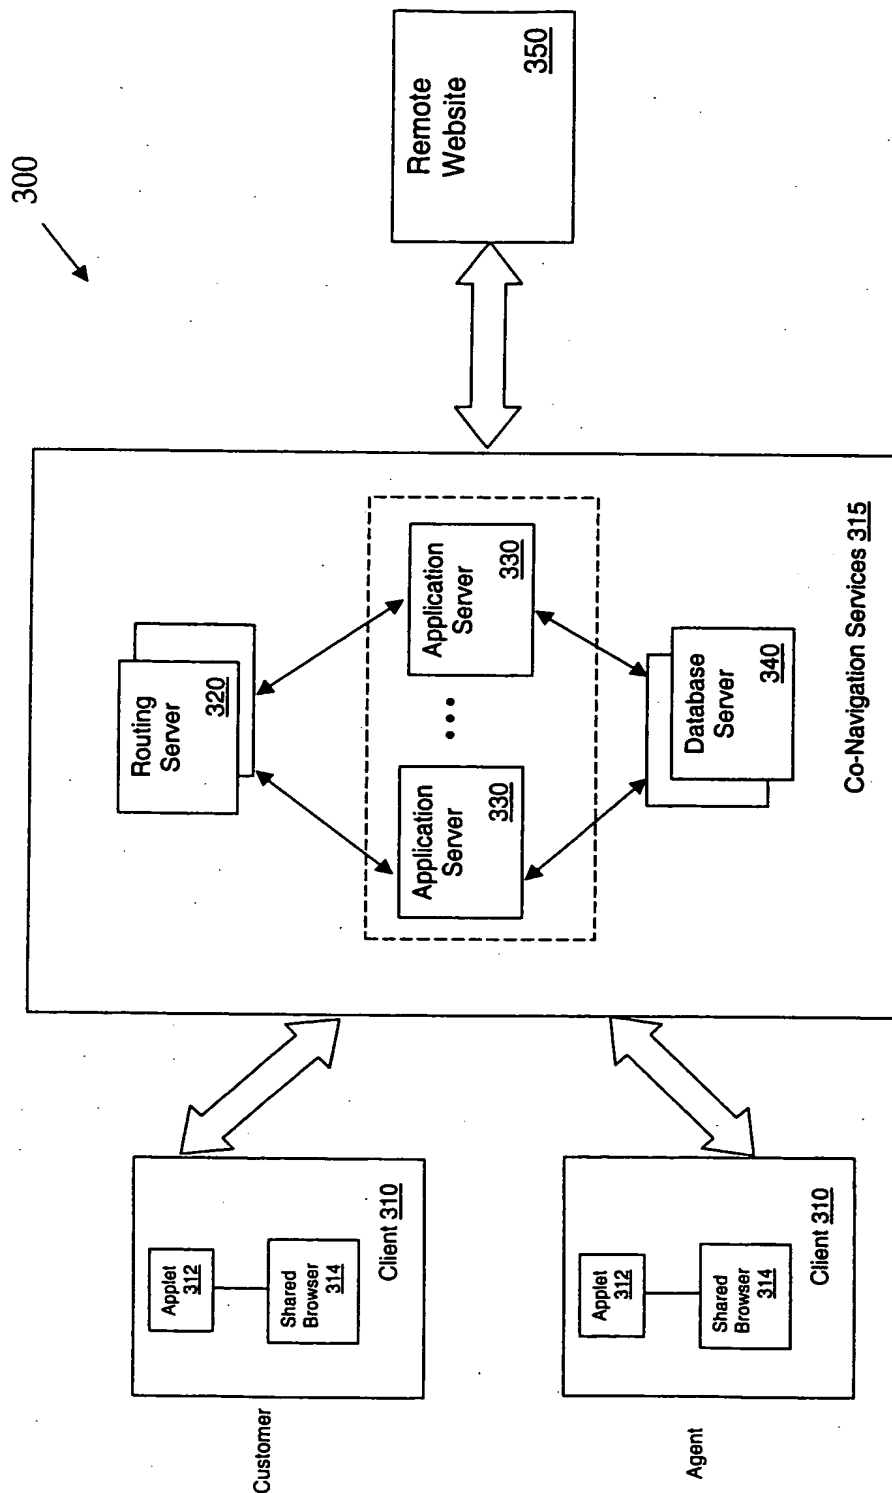 300
Customer
Applet
312
Shared
Browser
314
Client 310
Agent
Applet
312
Shared
Browser
314
Client 310
Routing
Server
320
Application
Server
330
Application
Server
330
Database
Server
340
Co-Navigation Services 315
Remote
Website
350